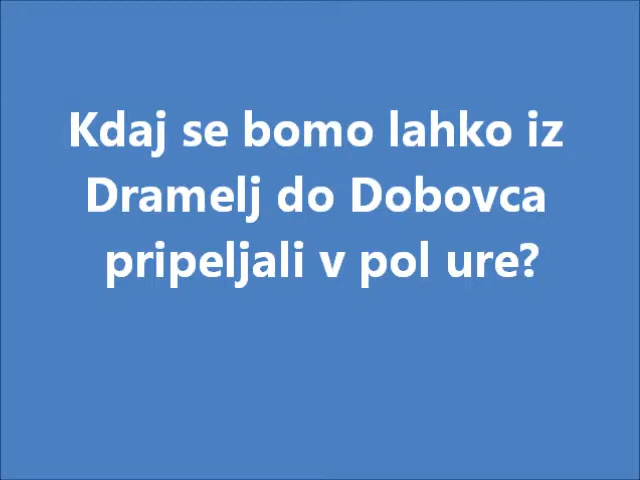 Kdaj se bomo lahko iz
Dramelj do Dobovca
pripeljali v pol ure?